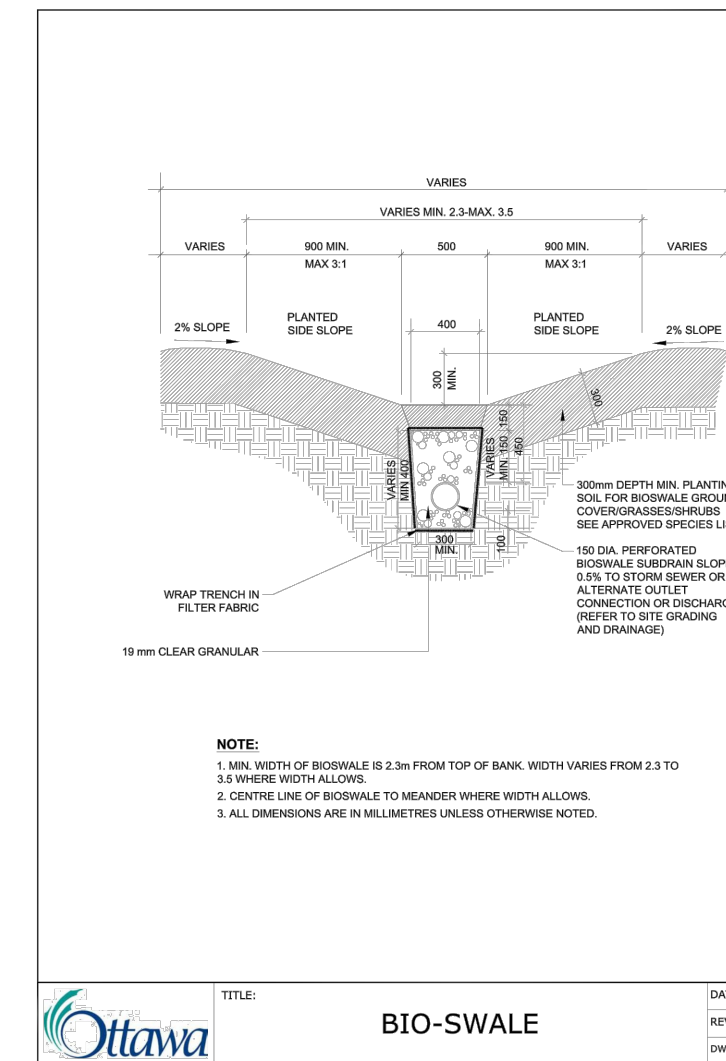 VARIES
VARIES MIN. 2.3-MAX. 3.5
VARIES
900 MIN.
500
900 MIN.
VARIES
MAX 3:1
MAX 3:1
2% SLOPE
PLANTED
SIDE SLOPE
400
PLANTED
SIDE SLOPE
2% SLOPE
300
MIN.
300
150
VARIES
MIN. 150
450
VARIES
MIN 400
300
MIN.
100
300mm DEPTH MIN. PLANTIN
SOIL FOR BIOSWALE GROUN
COVER/GRASSES/SHRUBS
SEE APPROVED SPECIES LI
150 DIA. PERFORATED
BIOSWALE SUBDRAIN SLOP
0.5% TO STORM SEWER OR
ALTERNATE OUTLET
CONNECTION OR DISCHARG
(REFER TO SITE GRADING
AND DRAINAGE)
WRAP TRENCH IN
FILTER FABRIC
19 mm CLEAR GRANULAR
NOTE:
1. MIN. WIDTH OF BIOSWALE IS 2.3m FROM TOP OF BANK. WIDTH VARIES FROM 2.3 TO
3.5 WHERE WIDTH ALLOWS.
2. CENTRE LINE OF BIOSWALE TO MEANDER WHERE WIDTH ALLOWS.
3. ALL DIMENSIONS ARE IN MILLIMETRES UNLESS OTHERWISE NOTED.
Ottawa
TITLE:
BIO-SWALE
DA
REV
DW